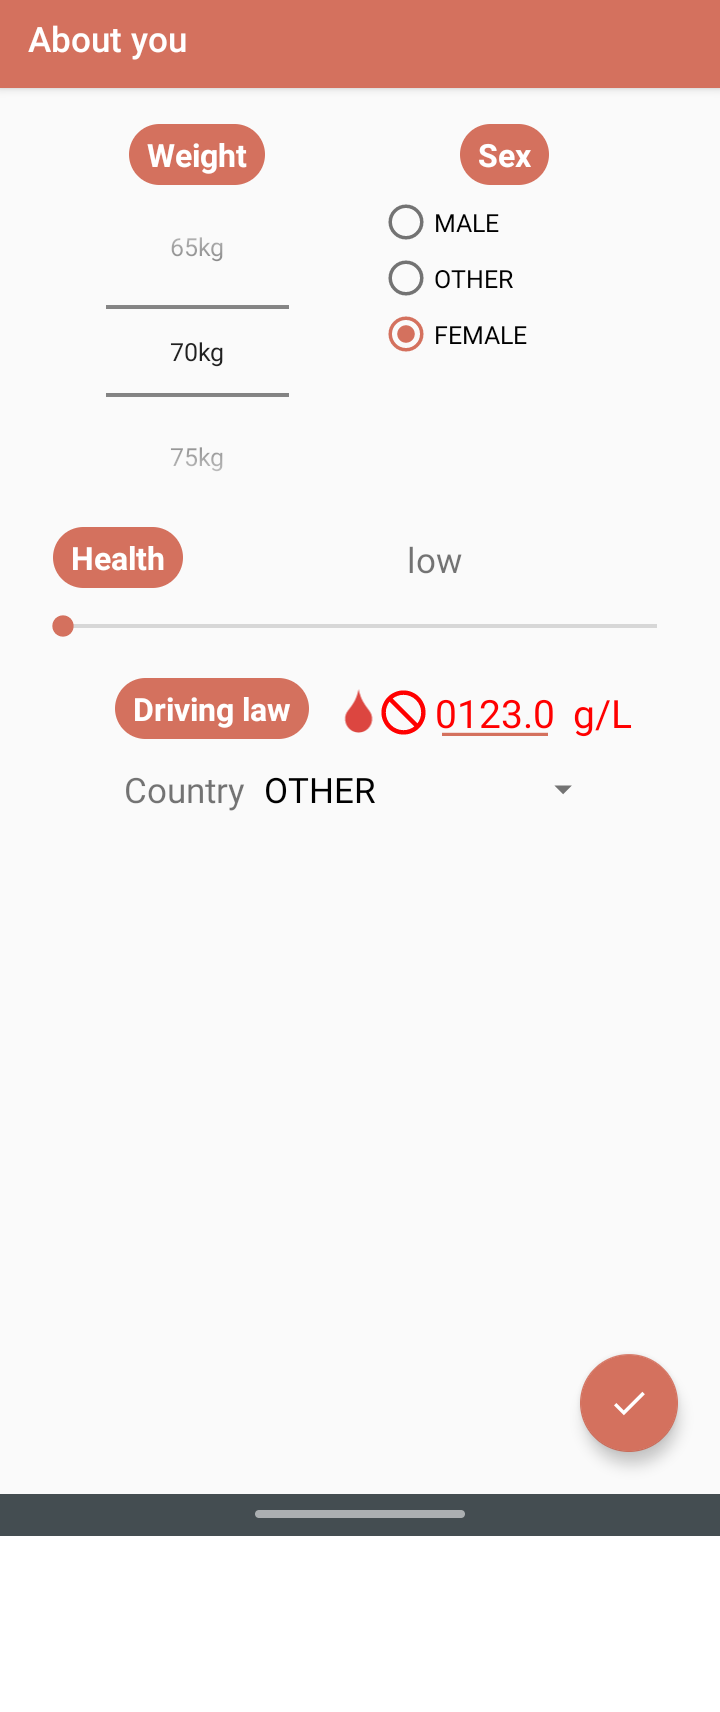 About you
Weight
Sex
65kg
70kg
75kg
MALE
OTHER
FEMALE
Health
low
Driving law
0123.0 g/L
Country OTHER